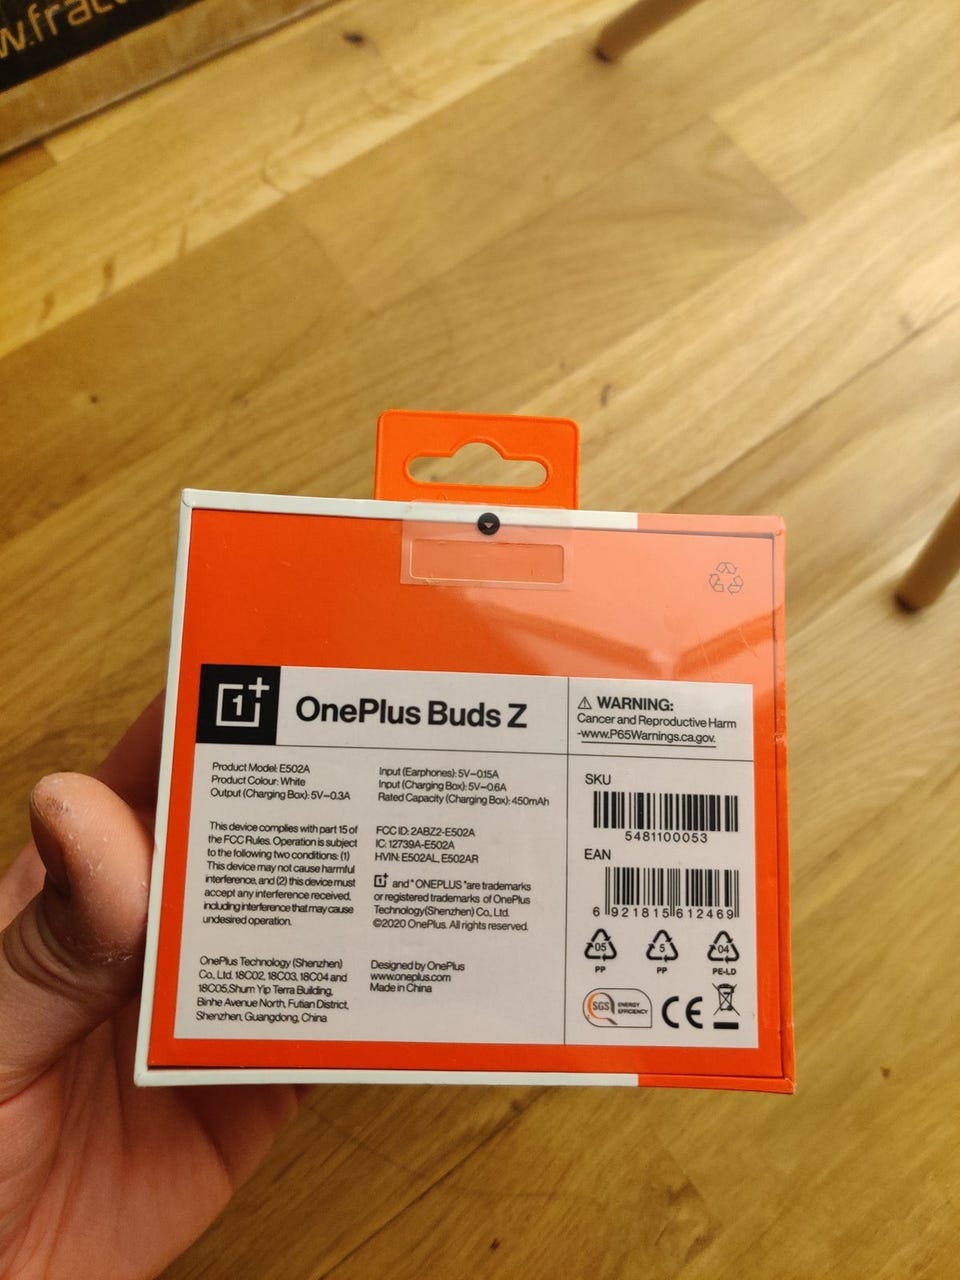 w.frac
OnePlus Buds Z
Product Model: E502A
Product Colour: White
Output (Charging Box): 5V⎓0.3A
Input (Earphones): 5V⎓0.15A
Input (Charging Box): 5V⎓0.6A
Rated Capacity (Charging Box): 450mAh
This device complies with part 15 of
the FCC Rules. Operation is subject
to the following two conditions: (1)
This device may not cause harmful
interference, and (2) this device must
accept any interference received,
including interference that may cause
undesired operation.
FCC ID: 2ABZ2-E502A
IC: 12739A-E502A
HVIN: E502AL, E502AR
and "ONEPLUS "are trademarks
or registered trademarks of OnePlus
Technology(Shenzhen) Co., Ltd.
©2020 OnePlus. All rights reserved.
OnePlus Technology (Shenzhen)
Co., Ltd. 18C02, 18C03, 18C04 and
18C05,Shum Yip Terra Building,
Binhe Avenue North, Futian District,
Shenzhen, Guangdong, China
Designed by OnePlus
www.oneplus.com
Made in China
⚠ WARNING:
Cancer and Reproductive Harm
-www.P65Warnings.ca.gov.
SKU
5481100053
EAN
6 921815 612469
05 5 04
PP PP PE-LD
SGS ENERGY
EFFICIENCY
CE